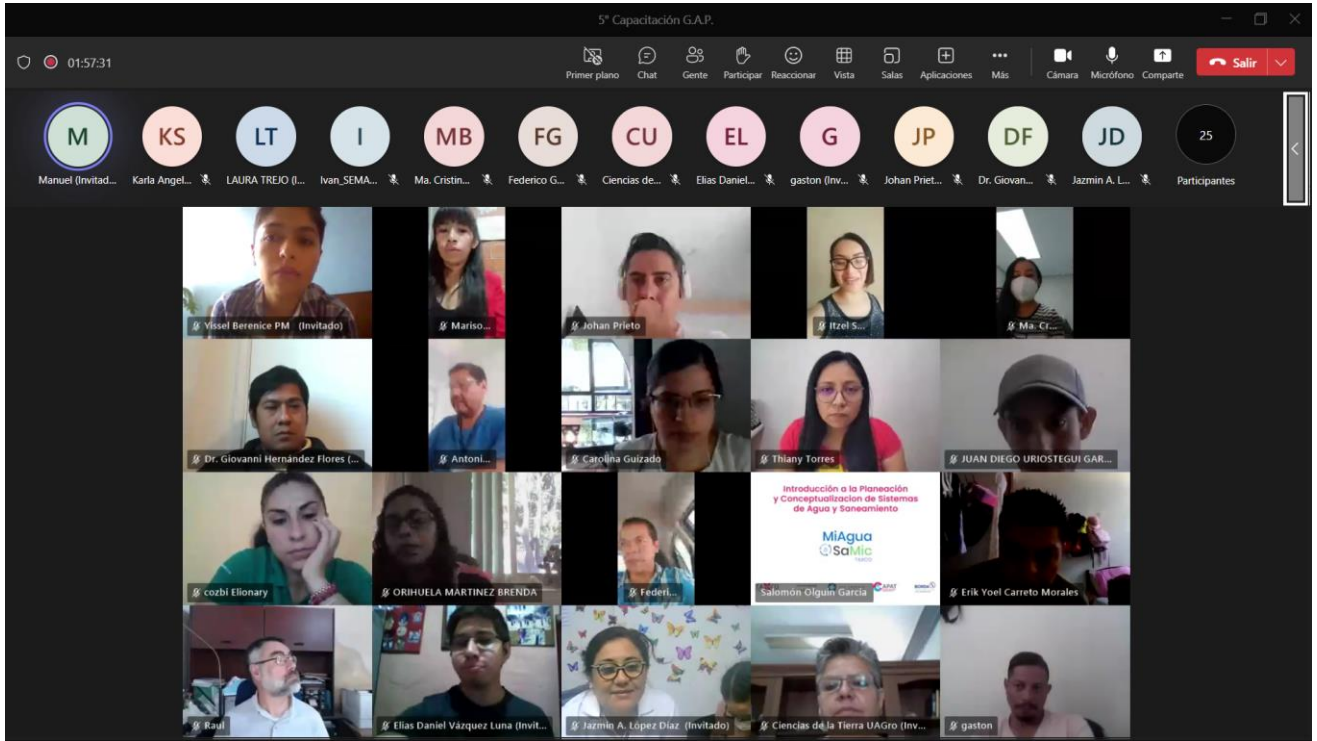 5° Capacitación G.A.P.
01:57:31
Primer plano
Chat
Gente
Participar
Reaccionar
Vista
Salas
Aplicaciones
Más
Cámara
Micrófono
Comparte
Salir
M
KS
LT
I
MB
FG
CU
EL
G
JP
DF
JD
25
Manuel (Invitad...
Karla Angel...
LAURA TREJO (I...
Ivan_SEMA...
Ma. Cristin...
Federico G...
Ciencias de...
Elias Daniel...
gaston (Inv...
Johan Priet...
Dr. Giovan...
Jazmin A. L...
Participantes
Yissel Berenice PM (Invitado)
Mariso...
Johan Prieto
Itzel S...
Ma. Cr...
Dr. Giovanni Hernández Flores (...
Antoni...
Carolina Guizado
Thiany Torres
JUAN DIEGO URIOSTEGUI GAR...
Introducción a la Planeación
y Conceptualizacion de Sistemas
de Agua y Saneamiento
MiAgua
SaMic
CAPAT
cozbi Elionary
ORIHUELA MARTINEZ BRENDA
Federi...
Salomón Olguin García
Erik Yoel Carreto Morales
Raul
Elias Daniel Vázquez Luna (Invit...
Jazmin A. López Díaz (Invitado)
Ciencias de la Tierra UAGro (Inv...
gaston